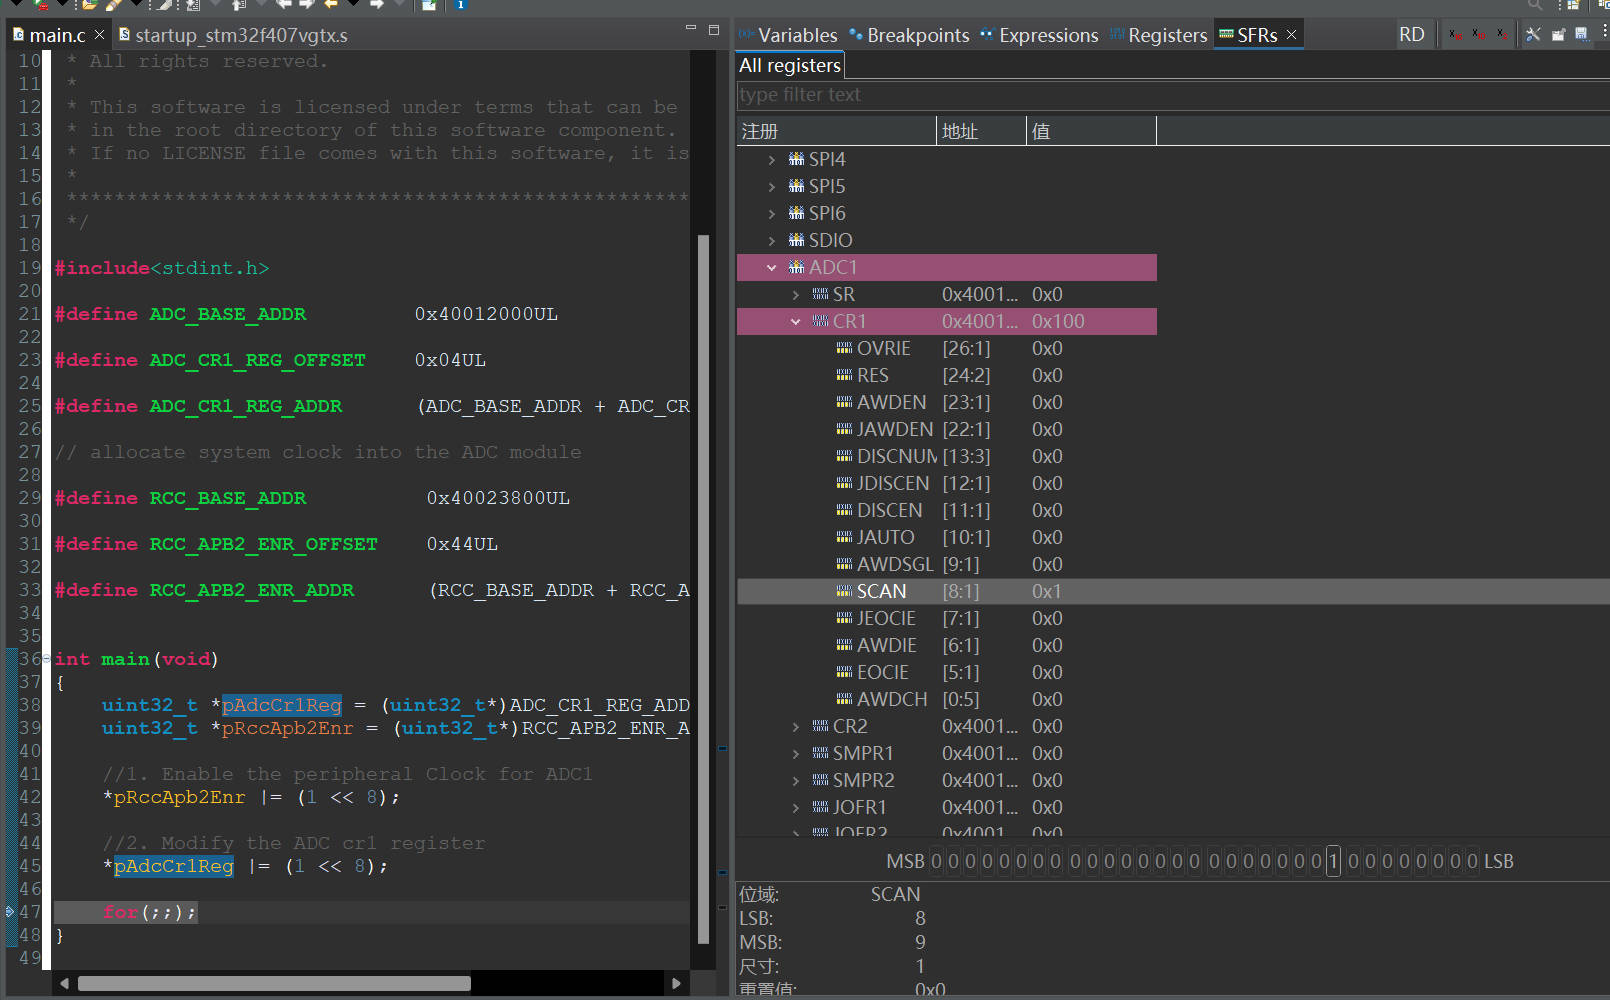 main.c
startup_stm32f407vgtx.s
10 * All rights reserved.
11 *
12 * This software is licensed under terms that can be
13 * in the root directory of this software component.
14 * If no LICENSE file comes with this software, it is
15 *
16 ****************************************************
17 */
18
19 #include<stdint.h>
20
21 #define ADC_BASE_ADDR 0x40012000UL
22
23 #define ADC_CR1_REG_OFFSET 0x04UL
24
25 #define ADC_CR1_REG_ADDR (ADC_BASE_ADDR + ADC_CR
26
27 // allocate system clock into the ADC module
28
29 #define RCC_BASE_ADDR 0x40023800UL
30
31 #define RCC_APB2_ENR_OFFSET 0x44UL
32
33 #define RCC_APB2_ENR_ADDR (RCC_BASE_ADDR + RCC_A
34
35
36 int main(void)
37 {
38 uint32_t *pAdcCr1Reg = (uint32_t*)ADC_CR1_REG_ADD
39 uint32_t *pRccApb2Enr = (uint32_t*)RCC_APB2_ENR_A
40
41 //1. Enable the peripheral Clock for ADC1
42 *pRccApb2Enr |= (1 << 8);
43
44 //2. Modify the ADC cr1 register
45 *pAdcCr1Reg |= (1 << 8);
46
47 for(;;);
48 }
49
Variables Breakpoints Expressions Registers SFRs RD
All registers
type filter text
注册 地址 值
SPI4
SPI5
SPI6
SDIO
ADC1
SR 0x4001... 0x0
CR1 0x4001... 0x100
OVRIE [26:1] 0x0
RES [24:2] 0x0
AWDEN [23:1] 0x0
JAWDEN [22:1] 0x0
DISCNUM [13:3] 0x0
JDISCEN [12:1] 0x0
DISCEN [11:1] 0x0
JAUTO [10:1] 0x0
AWDSGL [9:1] 0x0
SCAN [8:1] 0x1
JEOCIE [7:1] 0x0
AWDIE [6:1] 0x0
EOCIE [5:1] 0x0
AWDCH [0:5] 0x0
CR2 0x4001... 0x0
SMPR1 0x4001... 0x0
SMPR2 0x4001... 0x0
JOFR1 0x4001... 0x0
JOFR2 0x4001... 0x0
MSB 0 0 0 0 0 0 0 0 0 0 0 0 0 0 0 0 0 0 0 0 0 0 0 1 0 0 0 0 0 0 0 0 LSB
位域: SCAN
LSB: 8
MSB: 9
尺寸: 1
重置值: 0x0